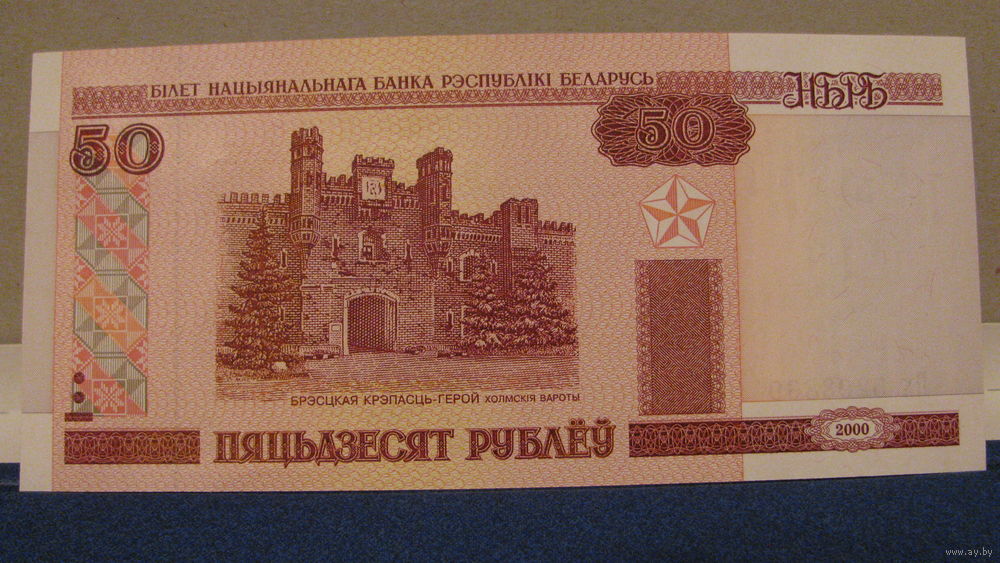 БІЛЕТ НАЦЫЯНАЛЬНАГА БАНКА РЭСПУБЛІКІ БЕЛАРУСЬ
НБРБ
50
50
БРЭСЦКАЯ КРЭПАСЦЬ-ГЕРОЙ ХОЛМСКІЯ ВАРОТЫ
ПЯЦЬДЗЕСЯТ РУБЛЁЎ
2000
www.ay.by